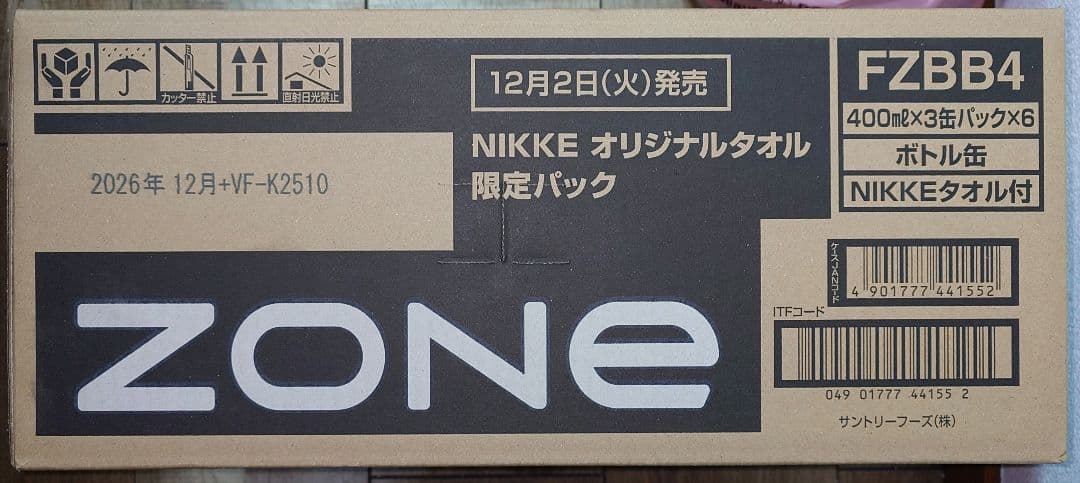 カッター禁止
直射日光禁止
12月2日(火)発売
NIKKE オリジナルタオル
限定パック
FZBB4
400㎖×3缶パック×6
ボトル缶
NIKKEタオル付
2026年 12月+VF-K2510
ZONe
ケースJANコード
4 901777 441552
ITFコード
049 01777 44155 2
サントリーフーズ(株)